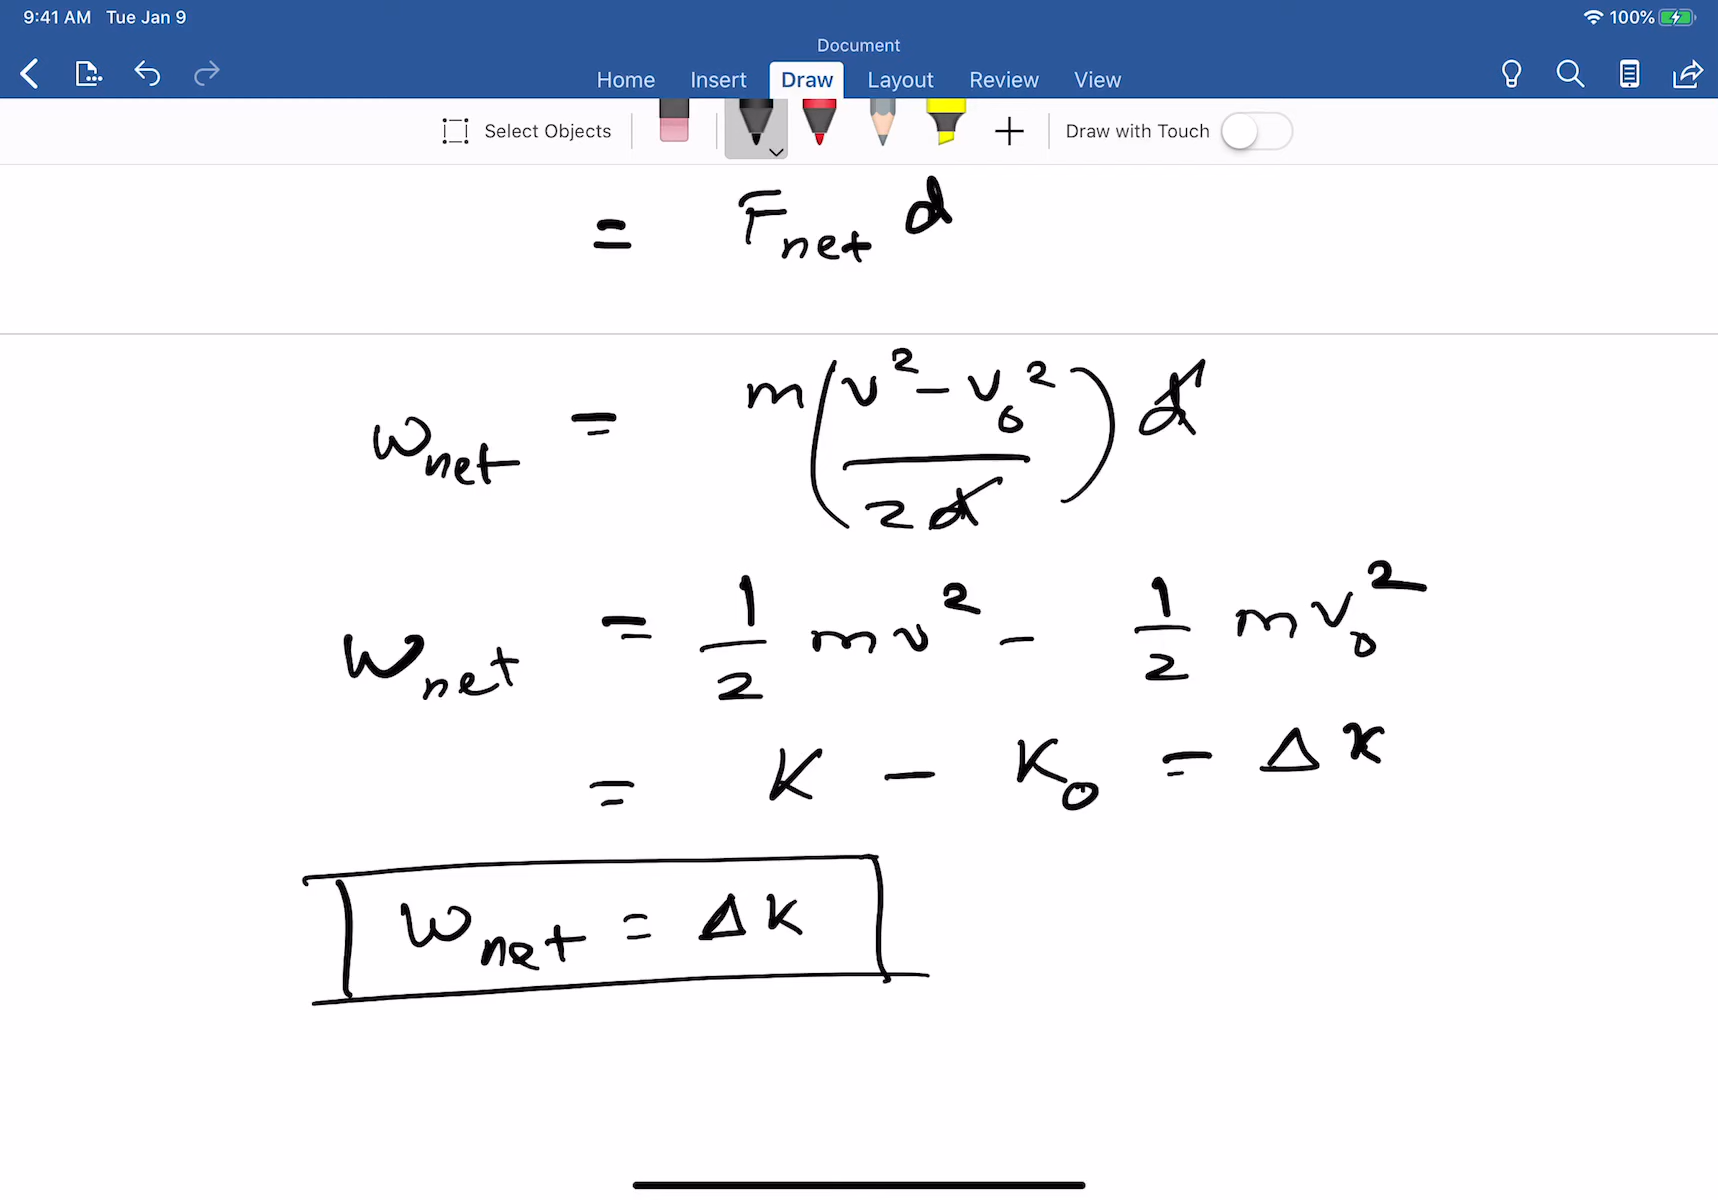 9:41 AM Tue Jan 9 100%
Document
Home Insert Draw Layout Review View
Select Objects Draw with Touch
= F_net d
W_net = m((v² - v₀²)/(2d))d
W_net = 1/2 mv² - 1/2 mv₀²
= K - K₀ = ΔK
W_net = ΔK